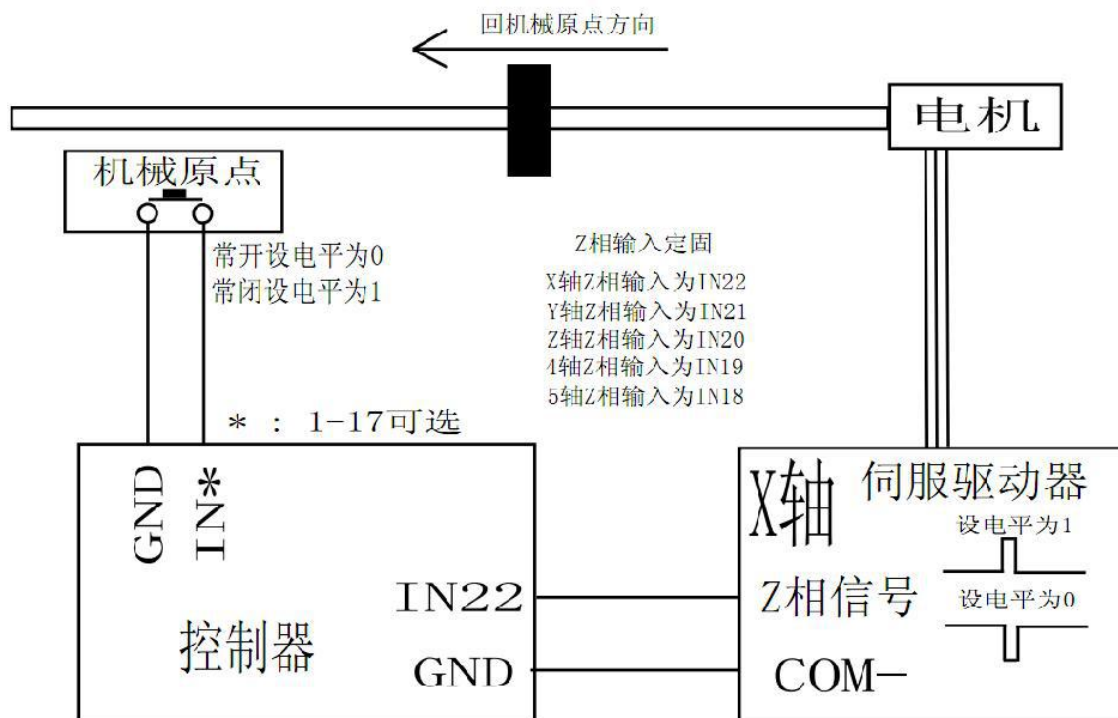 回机械原点方向
电机
机械原点
常开设电平为0
常闭设电平为1
Z相输入定固
X轴Z相输入为IN22
Y轴Z相输入为IN21
Z轴Z相输入为IN20
4轴Z相输入为IN19
5轴Z相输入为IN18
* : 1-17可选
GND
IN*
IN22
控制器
GND
X轴
伺服驱动器
设电平为1
Z相信号
设电平为0
COM-